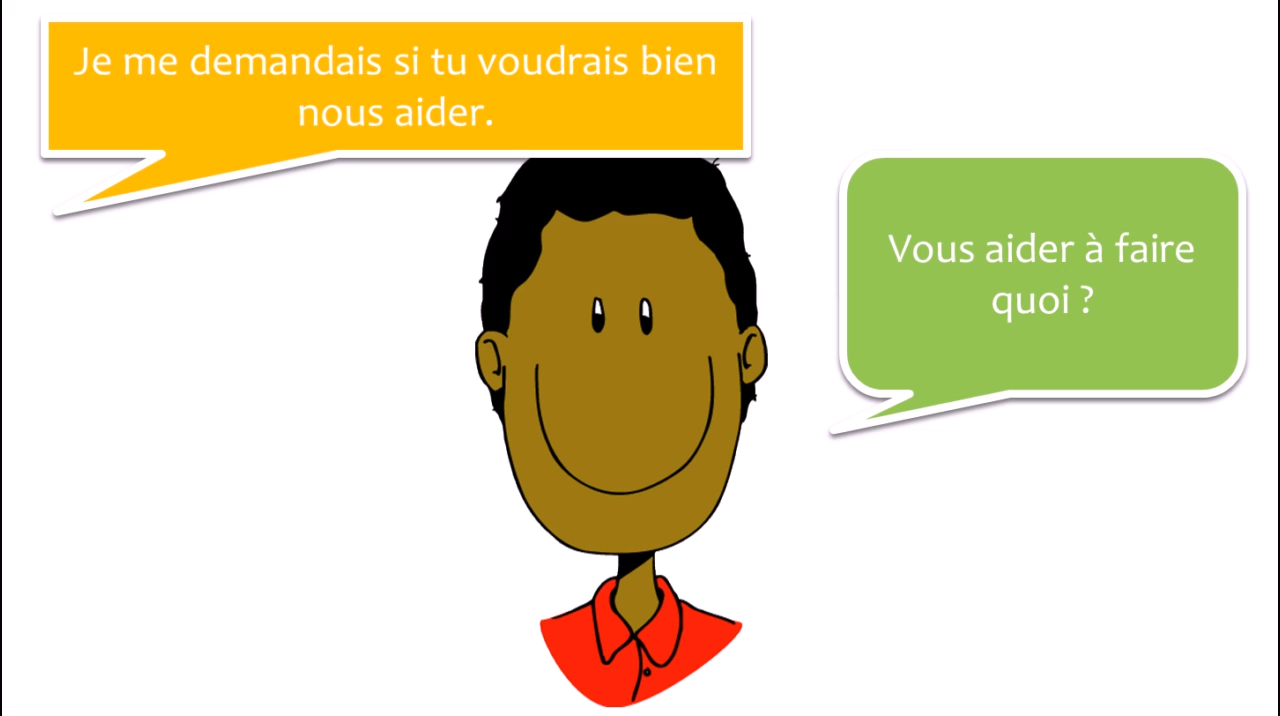 Je me demandais si tu voudrais bien
nous aider.
Vous aider à faire
quoi ?